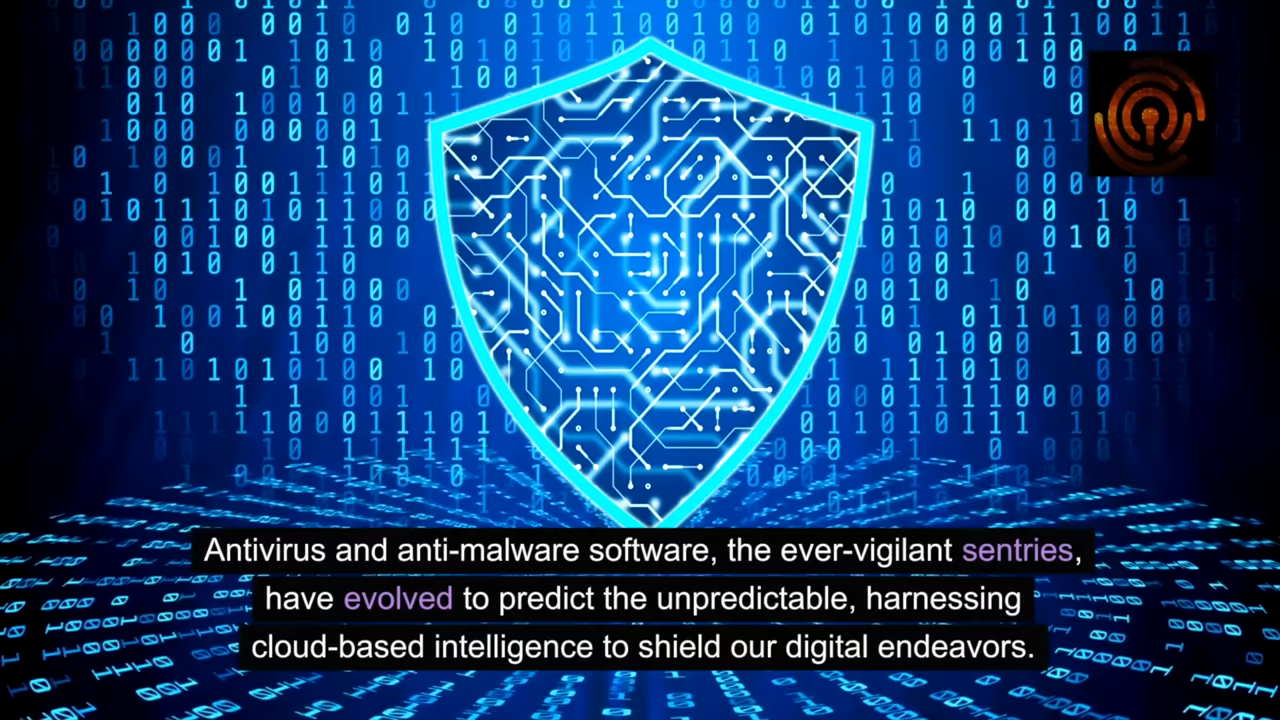 Antivirus and anti-malware software, the ever-vigilant sentries,
have evolved to predict the unpredictable, harnessing
cloud-based intelligence to shield our digital endeavors.